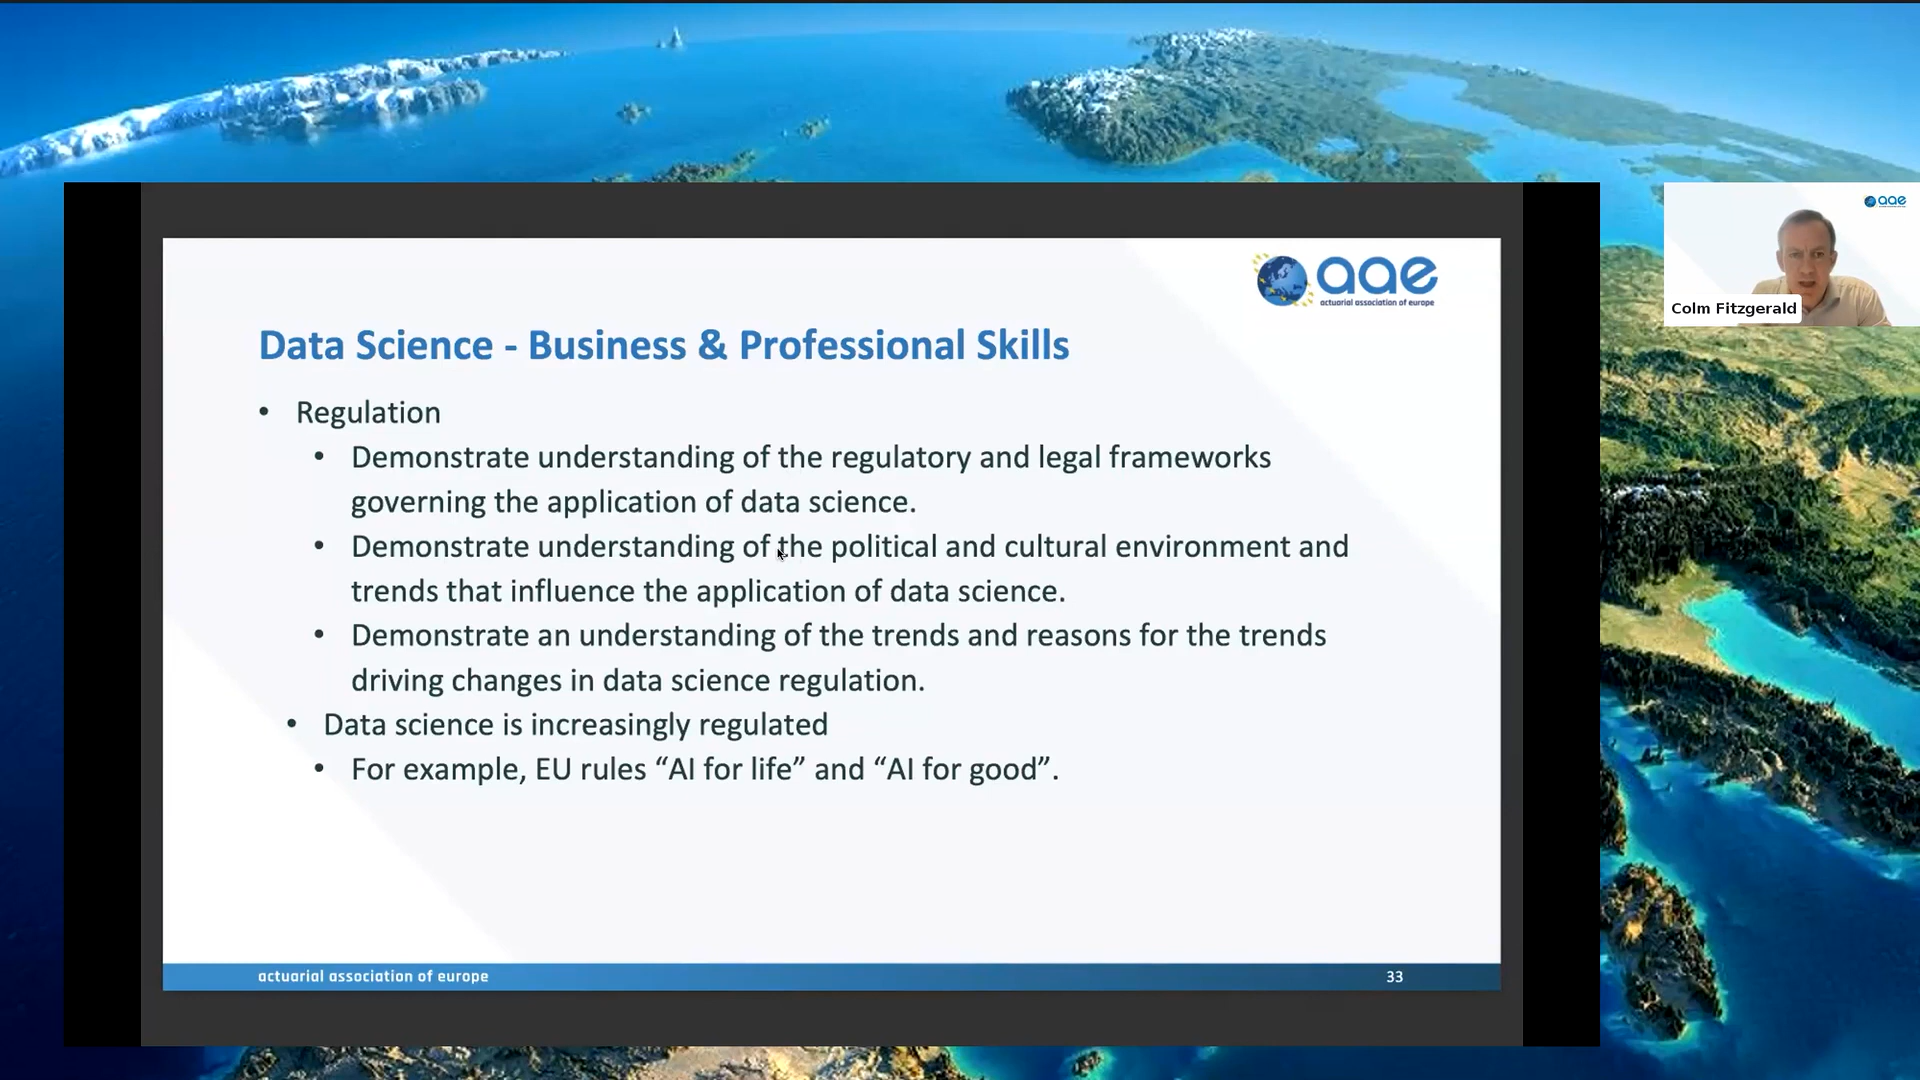 aae
actuarial association of europe
aae
Colm Fitzgerald
Data Science - Business & Professional Skills
• Regulation
• Demonstrate understanding of the regulatory and legal frameworks
governing the application of data science.
• Demonstrate understanding of the political and cultural environment and
trends that influence the application of data science.
• Demonstrate an understanding of the trends and reasons for the trends
driving changes in data science regulation.
• Data science is increasingly regulated
• For example, EU rules “AI for life” and “AI for good”.
actuarial association of europe
33